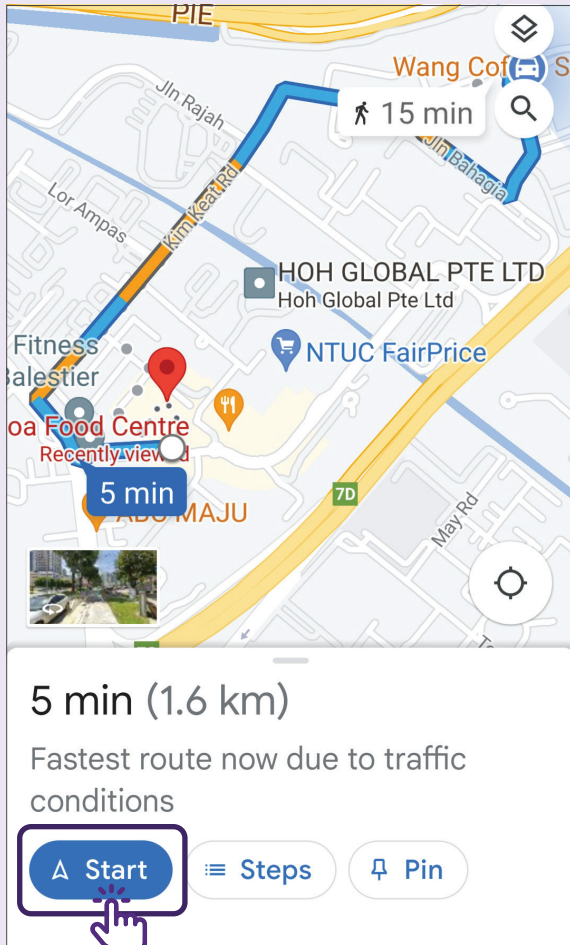 PIE
Wang Cof
S
Jln Rajah
15 min
Jln Bahagia
Kim Keat Rd
Lor Ampas
HOH GLOBAL PTE LTD
Hoh Global Pte Ltd
Fitness
Balestier
NTUC FairPrice
oa Food Centre
Recently viewed
5 min
ABC MAJU
7D
May Rd
5 min (1.6 km)
Fastest route now due to traffic
conditions
Start
Steps
Pin